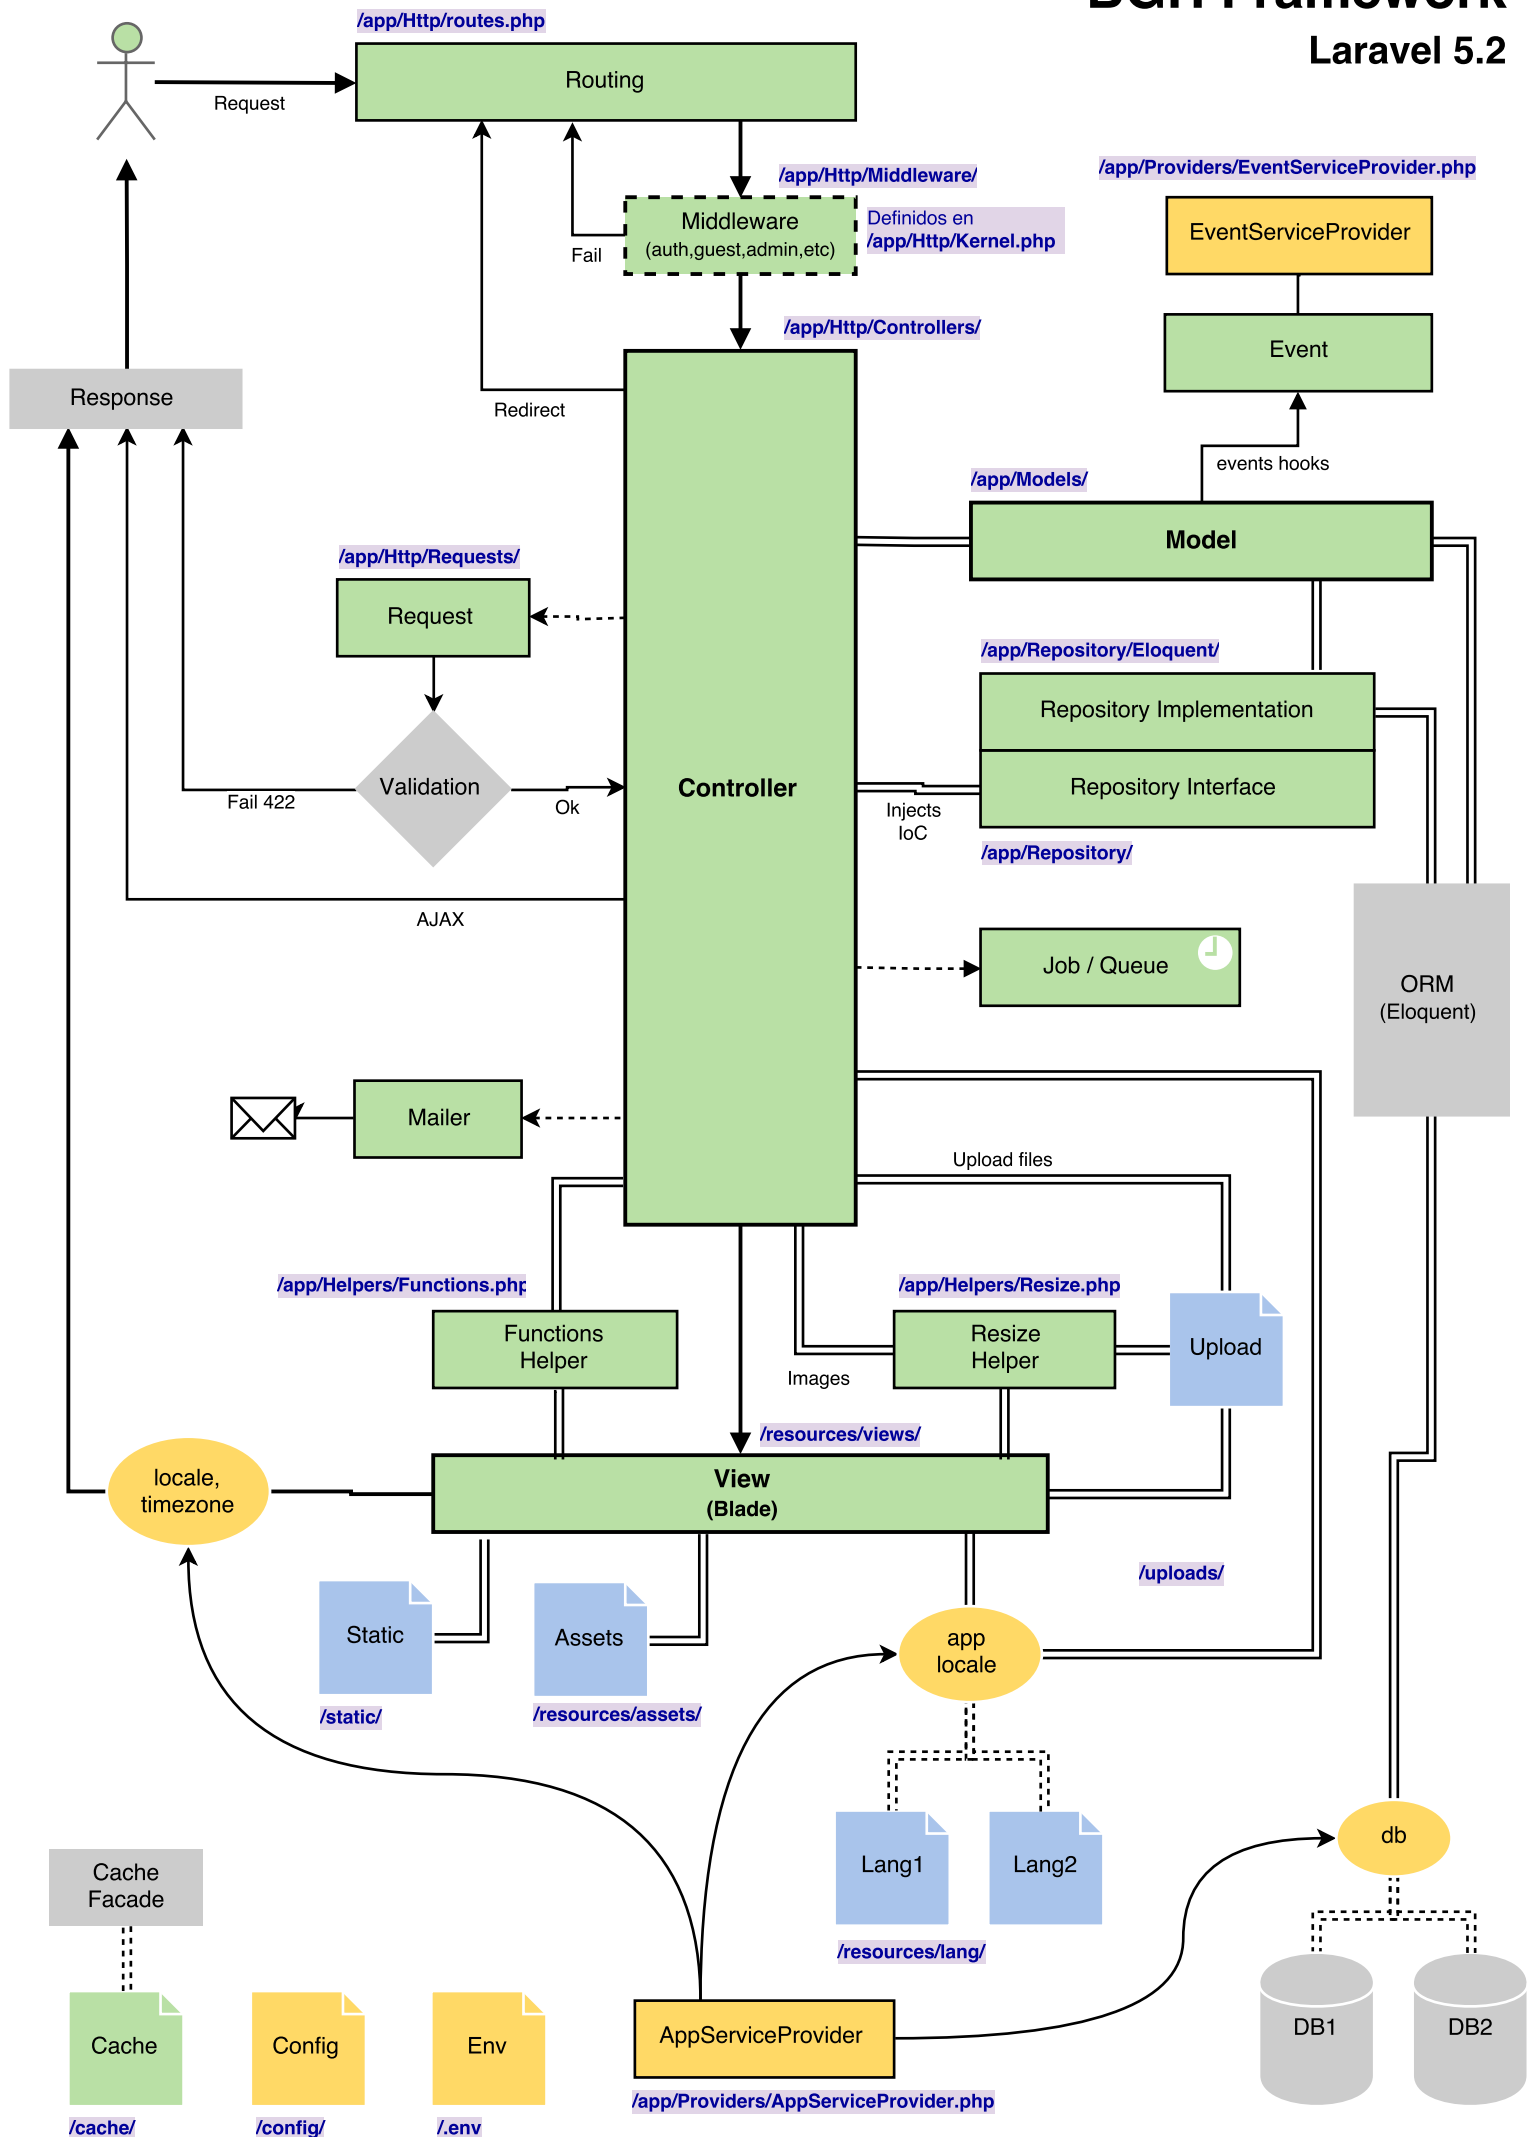 /app/Http/routes.php
Laravel 5.2
Routing
Request
/app/Http/Middleware/
/app/Providers/EventServiceProvider.php
Middleware
(auth,guest,admin,etc)
Definidos en
/app/Http/Kernel.php
EventServiceProvider
Fail
/app/Http/Controllers/
Event
Response
Redirect
events hooks
/app/Models/
Model
/app/Http/Requests/
Request
/app/Repository/Eloquent/
Repository Implementation
Validation
Controller
Repository Interface
Fail 422
Ok
Injects
IoC
/app/Repository/
AJAX
Job / Queue
ORM
(Eloquent)
Mailer
Upload files
/app/Helpers/Functions.php
/app/Helpers/Resize.php
Functions
Helper
Resize
Helper
Upload
Images
/resources/views/
locale,
timezone
View
(Blade)
/uploads/
Static
Assets
app
locale
/static/
/resources/assets/
db
Lang1
Lang2
Cache
Facade
/resources/lang/
DB1
DB2
Cache
Config
Env
AppServiceProvider
/app/Providers/AppServiceProvider.php
/cache/
/config/
/.env